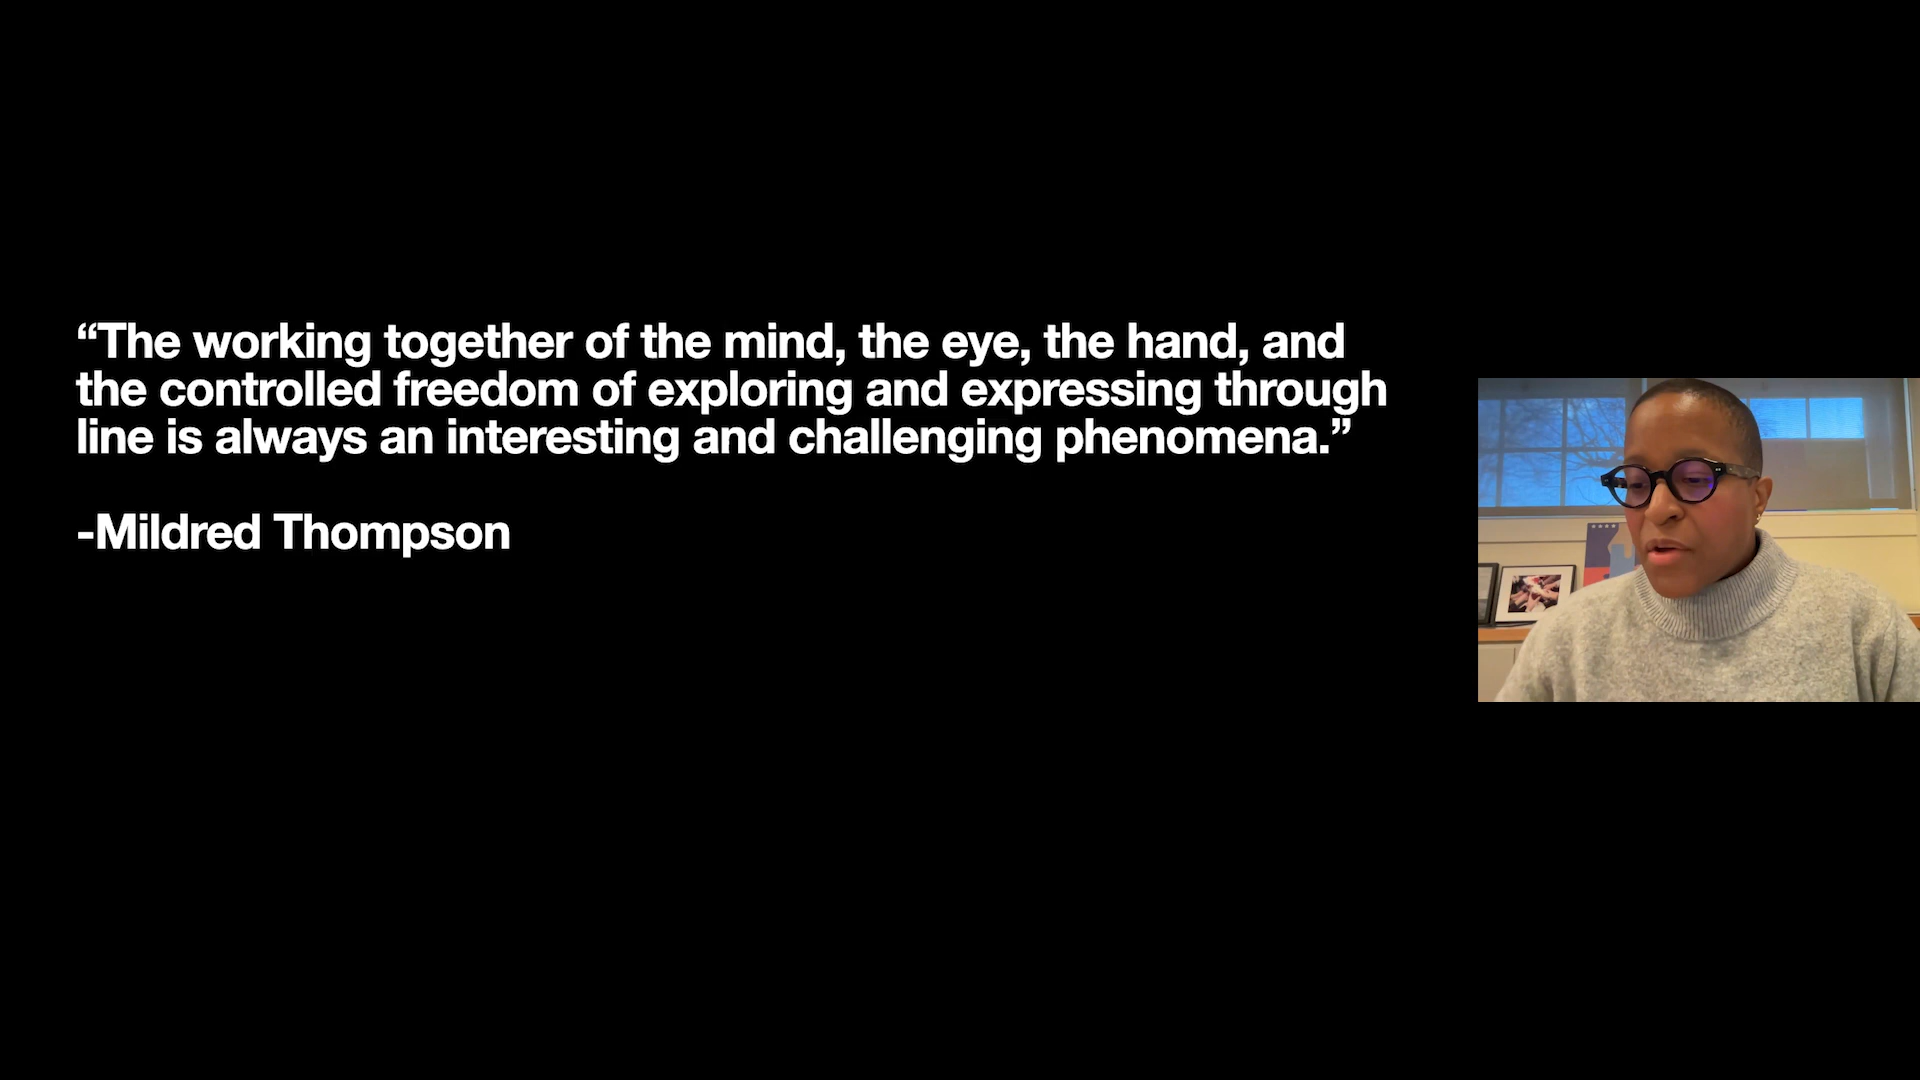 “The working together of the mind, the eye, the hand, and
the controlled freedom of exploring and expressing through
line is always an interesting and challenging phenomena.”
-Mildred Thompson